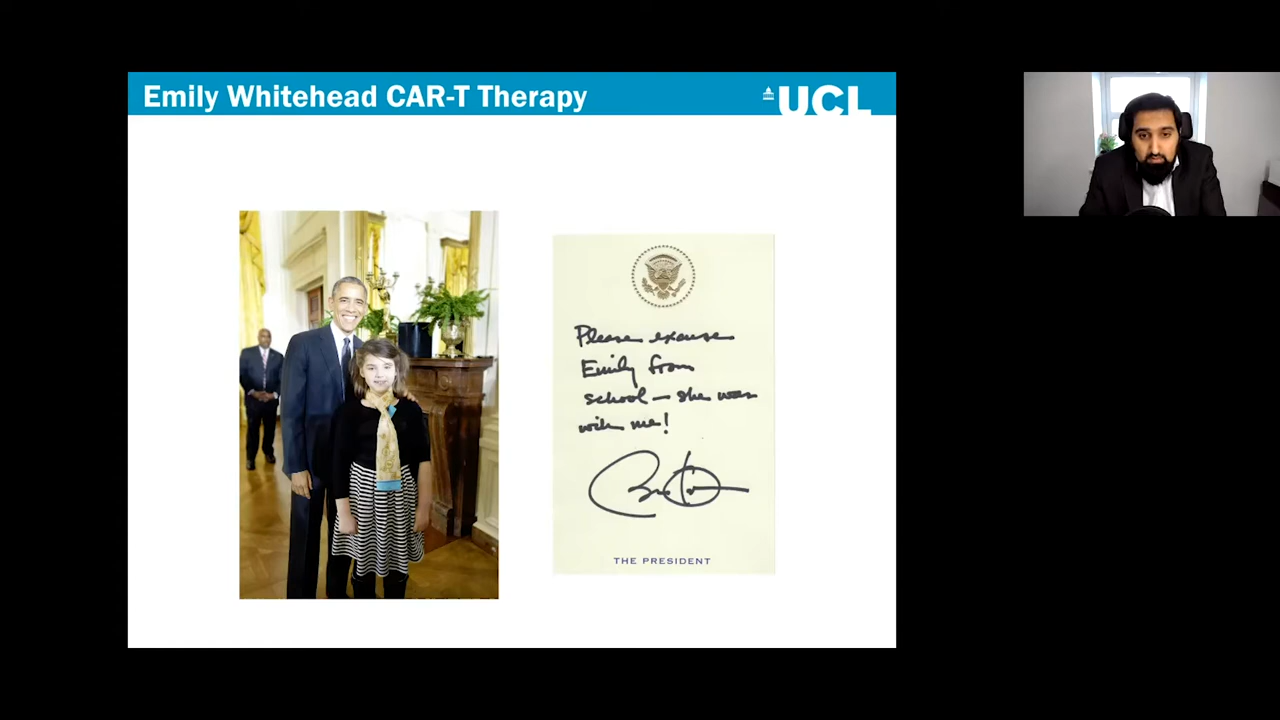 Emily Whitehead CAR-T Therapy
UCL
Please excuse
Emily from
school – she was
with me!
THE PRESIDENT